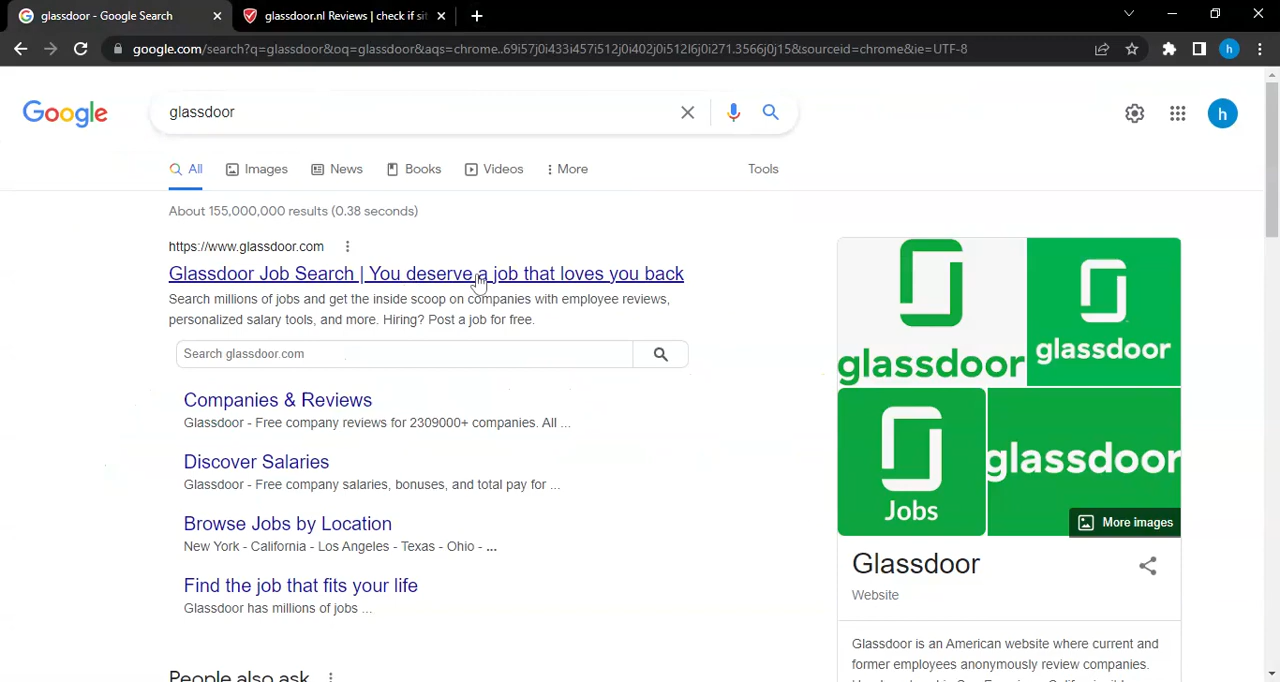 glassdoor - Google Search
glassdoor.nl Reviews | check if sit
google.com/search?q=glassdoor&oq=glassdoor&aqs=chrome..69i57j0i433i457i512j0i402j0i512l6j0i271.3566j0j15&sourceid=chrome&ie=UTF-8
h
Google
glassdoor
h
All
Images
News
Books
Videos
More
Tools
About 155,000,000 results (0.38 seconds)
https://www.glassdoor.com
Glassdoor Job Search | You deserve a job that loves you back
Search millions of jobs and get the inside scoop on companies with employee reviews,
personalized salary tools, and more. Hiring? Post a job for free.
Search glassdoor.com
Companies & Reviews
Glassdoor - Free company reviews for 2309000+ companies. All ...
Discover Salaries
Glassdoor - Free company salaries, bonuses, and total pay for ...
Browse Jobs by Location
New York - California - Los Angeles - Texas - Ohio - ...
Find the job that fits your life
Glassdoor has millions of jobs ...
People also ask
glassdoor
glassdoor
Jobs
glassdoor
More images
Glassdoor
Website
Glassdoor is an American website where current and
former employees anonymously review companies.